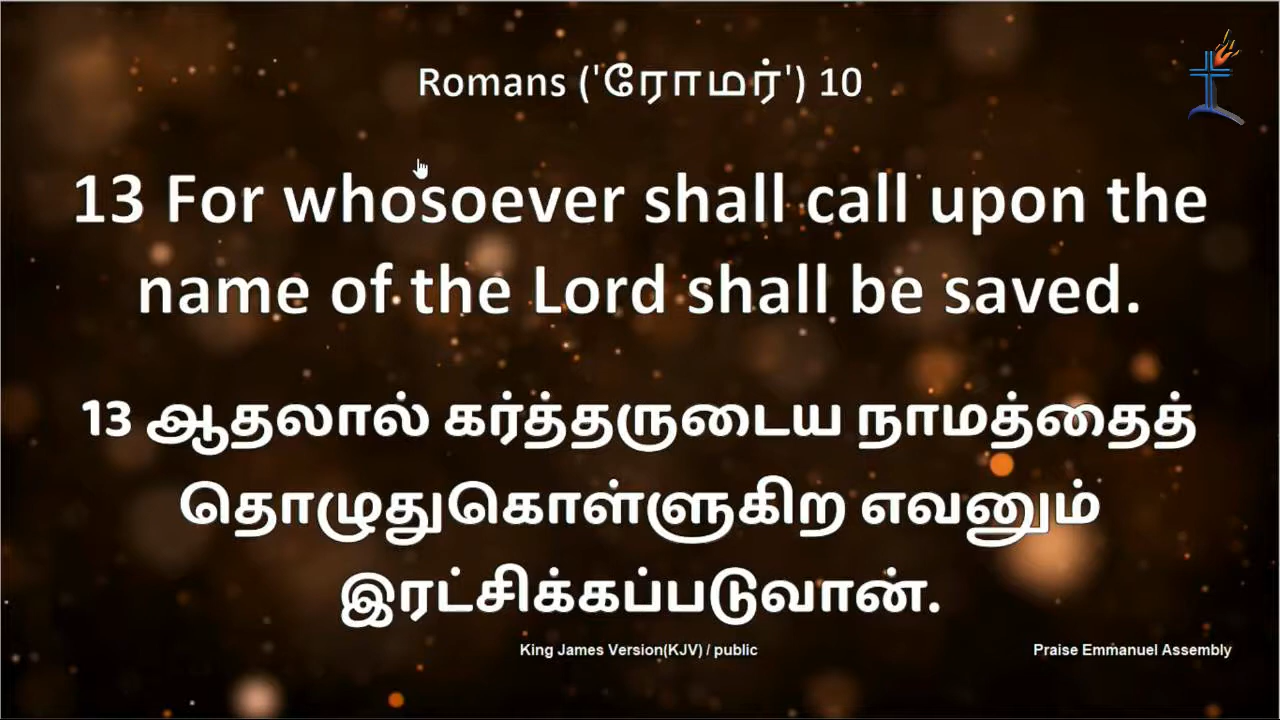 Romans ('ரோமர்') 10
13 For whosoever shall call upon the
name of the Lord shall be saved.
13 ஆதலால் கர்த்தருடைய நாமத்தைத்
தொழுதுகொள்ளுகிற எவனும்
இரட்சிக்கப்படுவான்.
King James Version(KJV) / public
Praise Emmanuel Assembly